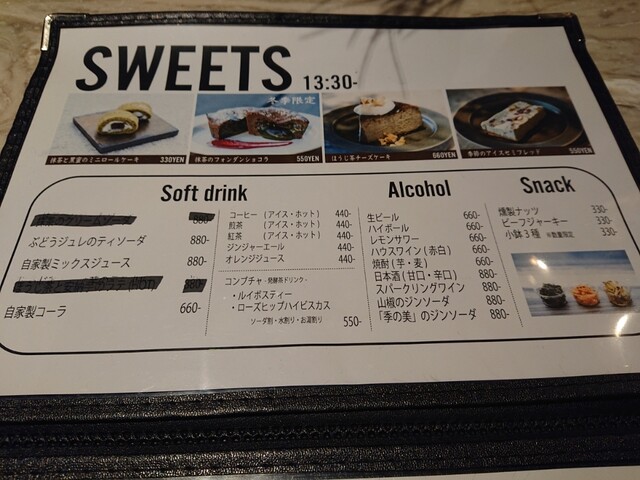 SWEETS 13:30-
冬季限定
抹茶と黒蜜のミニロールケーキ 330YEN
抹茶のフォンダンショコラ 550YEN
ほうじ茶チーズケーキ 660YEN
季節のアイスセミフレッド 550YEN
Soft drink
ぶどうジュレのティソーダ 880-
自家製ミックスジュース 880-
自家製コーラ 660-
コーヒー (アイス・ホット) 440-
煎茶 (アイス・ホット) 440-
紅茶 (アイス・ホット) 440-
ジンジャーエール 440-
オレンジジュース 440-
コンブチャ -発酵茶ドリンク-
・ルイボスティー
・ローズヒップハイビスカス
ソーダ割・水割り・お湯割り 550-
Alcohol
生ビール 660-
ハイボール 660-
レモンサワー 660-
ハウスワイン (赤白) 660-
焼酎 (芋・麦) 660-
日本酒 (甘口・辛口) 880-
スパークリングワイン 880-
山椒のジンソーダ 880-
「季の美」のジンソーダ 880-
Snack
燻製ナッツ 330-
ビーフジャーキー 330-
小鉢3種 ※数量限定 330-